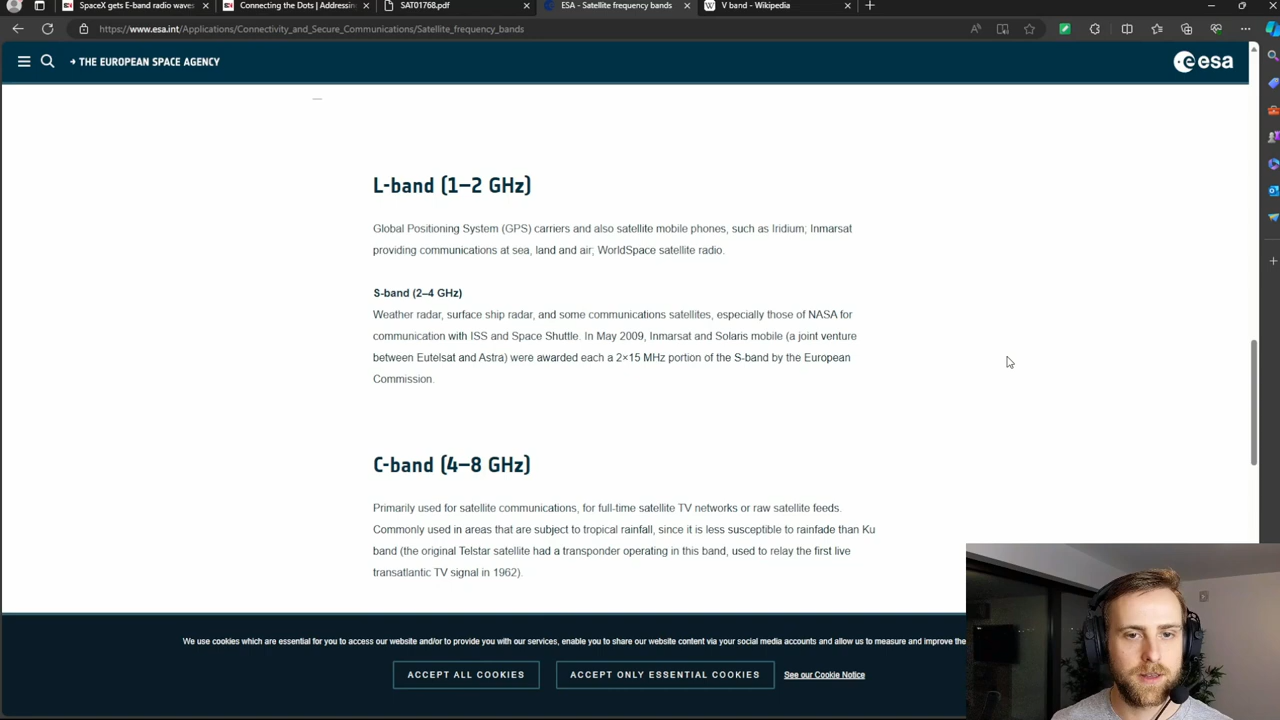 SpaceX gets E-band radio waves
Connecting the Dots | Addressin
SAT01768.pdf
ESA - Satellite frequency bands
V band - Wikipedia
https://www.esa.int/Applications/Connectivity_and_Secure_Communications/Satellite_frequency_bands
→ THE EUROPEAN SPACE AGENCY
esa
L-band (1–2 GHz)
Global Positioning System (GPS) carriers and also satellite mobile phones, such as Iridium; Inmarsat
providing communications at sea, land and air; WorldSpace satellite radio.
S-band (2–4 GHz)
Weather radar, surface ship radar, and some communications satellites, especially those of NASA for
communication with ISS and Space Shuttle. In May 2009, Inmarsat and Solaris mobile (a joint venture
between Eutelsat and Astra) were awarded each a 2×15 MHz portion of the S-band by the European
Commission.
C-band (4–8 GHz)
Primarily used for satellite communications, for full-time satellite TV networks or raw satellite feeds.
Commonly used in areas that are subject to tropical rainfall, since it is less susceptible to rainfade than Ku
band (the original Telstar satellite had a transponder operating in this band, used to relay the first live
transatlantic TV signal in 1962).
We use cookies which are essential for you to access our website and/or to provide you with our services, enable you to share our website content via your social media accounts and allow us to measure and improve the
ACCEPT ALL COOKIES
ACCEPT ONLY ESSENTIAL COOKIES
See our Cookie Notice